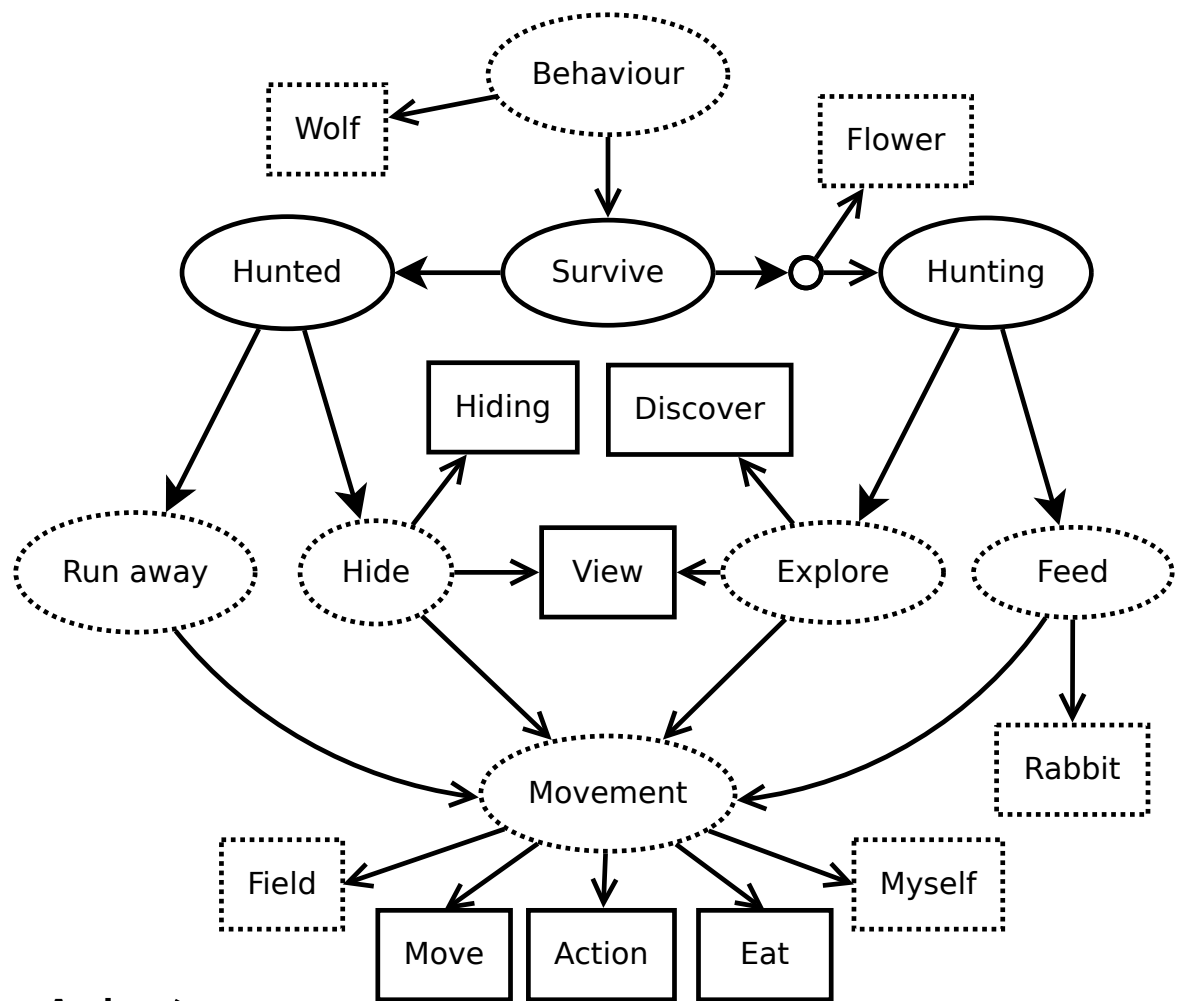 Behaviour
Wolf
Flower
Hunted
Survive
Hunting
Hiding
Discover
Run away
Hide
View
Explore
Feed
Movement
Rabbit
Field
Myself
Move
Action
Eat